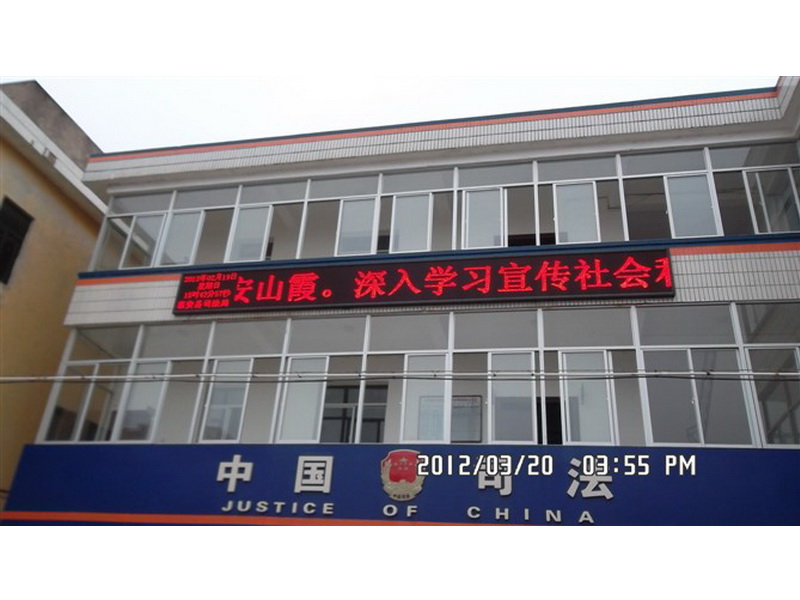 山霞。深入学习宣传社会
2012/03/20 03:55 PM
中国 司法
JUSTICE OF CHINA